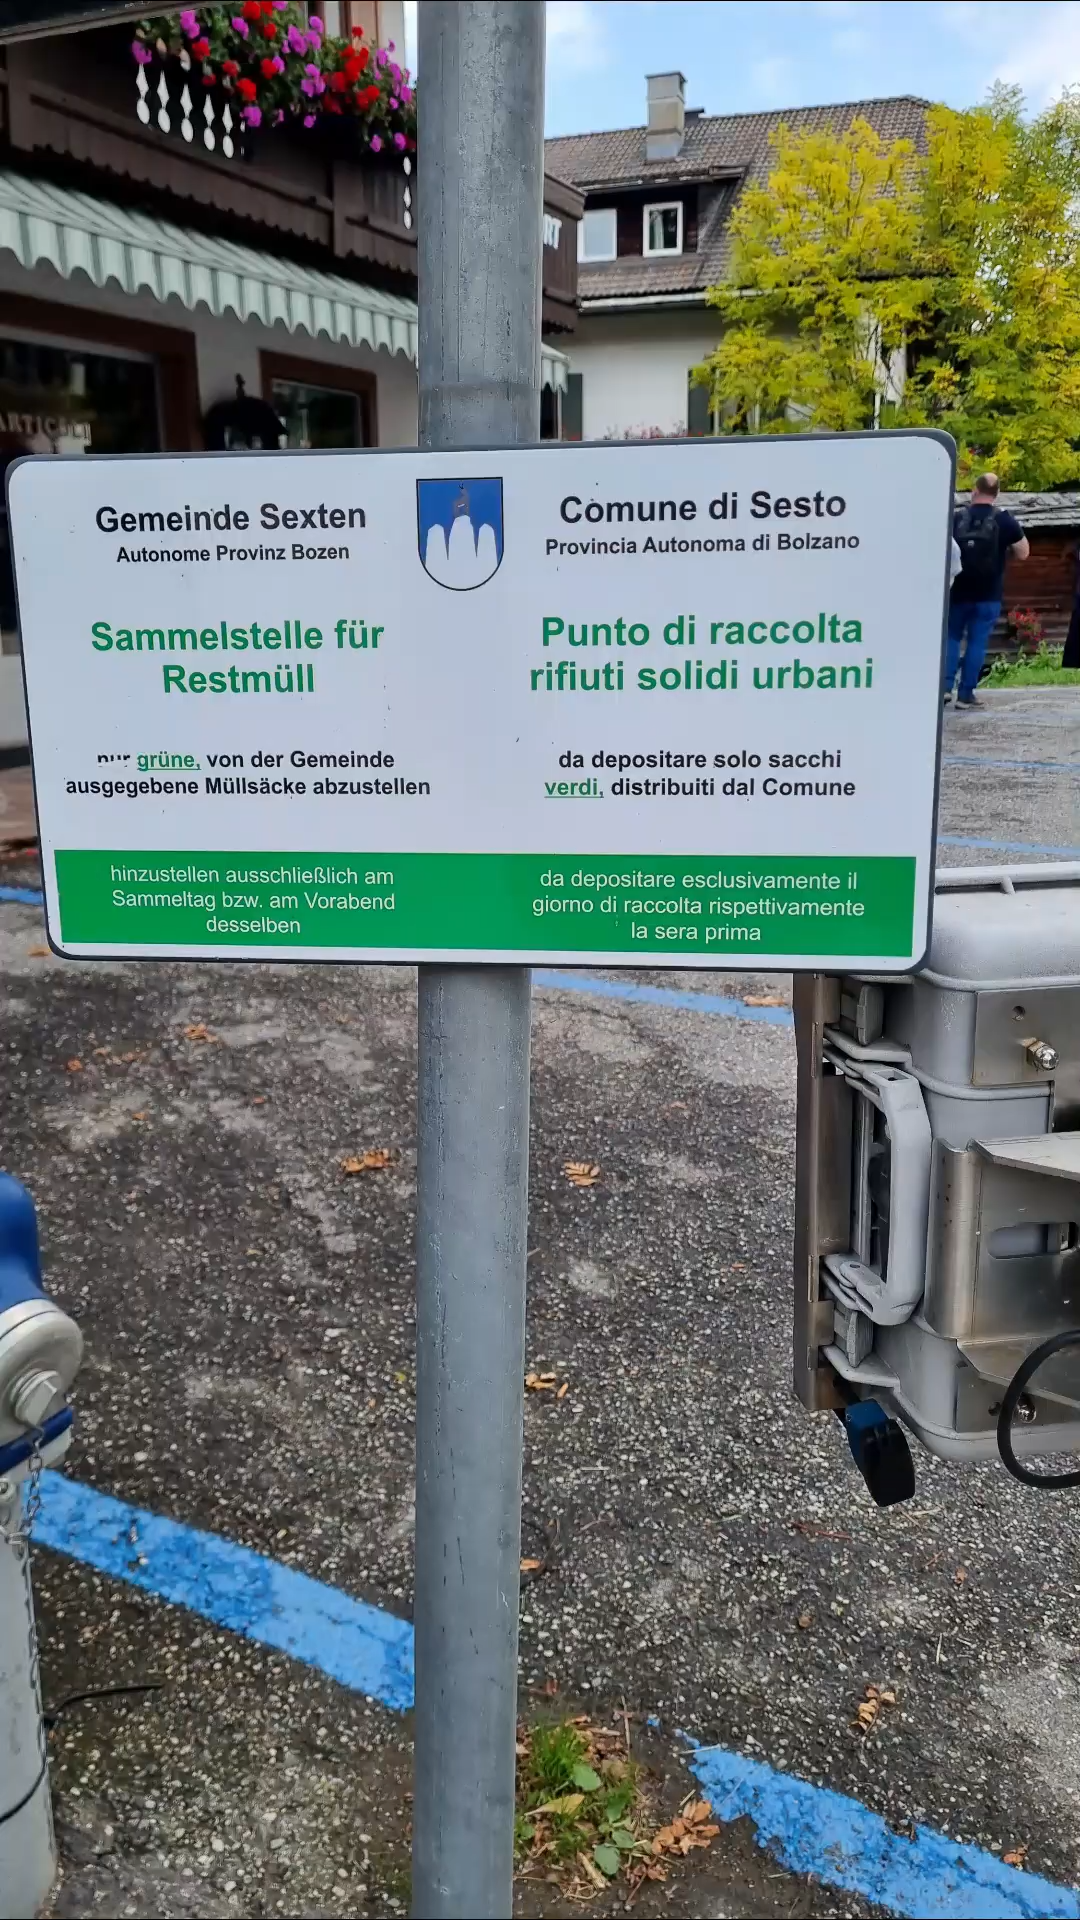 RT
Gemeinde Sexten
Autonome Provinz Bozen
Sammelstelle für
Restmüll
nur grüne, von der Gemeinde
ausgegebene Müllsäcke abzustellen
hinzustellen ausschließlich am
Sammeltag bzw. am Vorabend
desselben
Comune di Sesto
Provincia Autonoma di Bolzano
Punto di raccolta
rifiuti solidi urbani
da depositare solo sacchi
verdi, distribuiti dal Comune
da depositare esclusivamente il
giorno di raccolta rispettivamente
la sera prima